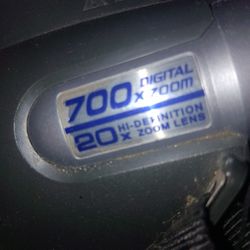 700x DIGITAL ZOOM
20x HI-DEFINITION ZOOM LENS